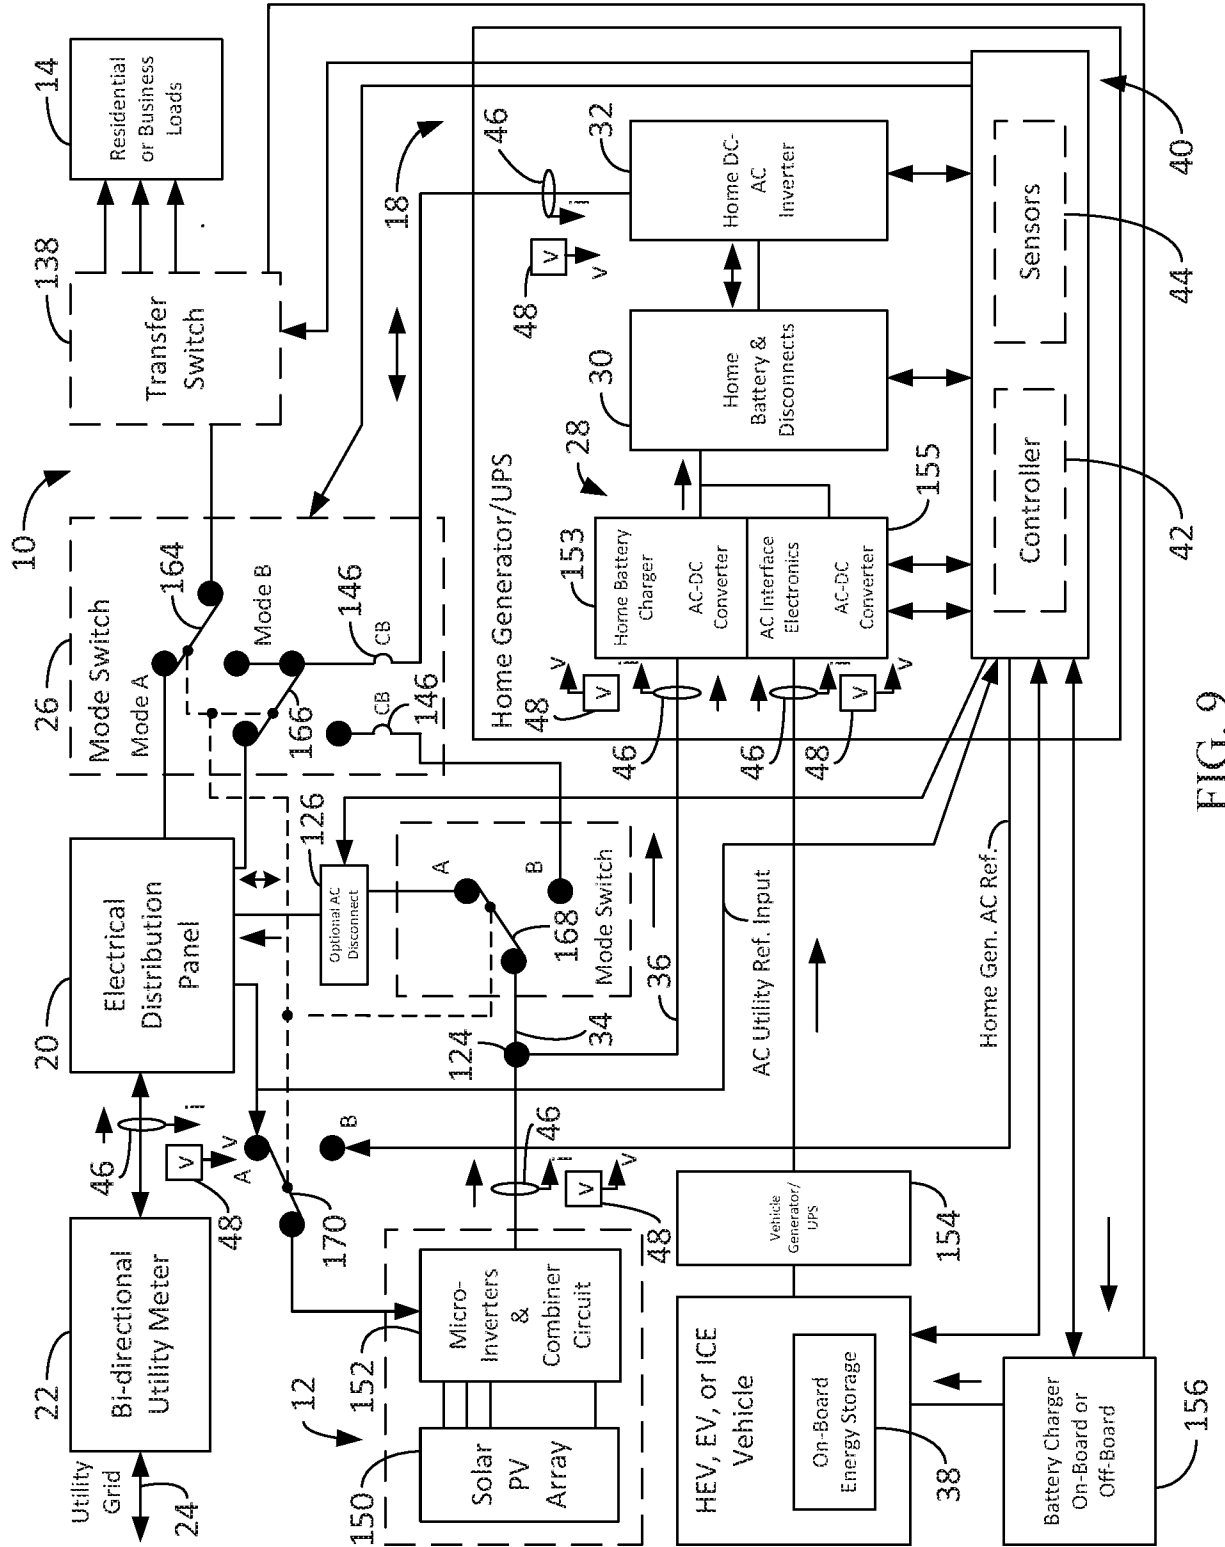 10
26
Mode Switch
Mode A
164
Mode B
166
146
CB
146
CB
138
Transfer
Switch
14
Residential
or Business
Loads
20
Electrical
Distribution
Panel
22
Bi-directional
Utility Meter
Utility
Grid
24
46
i
48
V
v
A
B
170
126
Optional AC
Disconnect
A
B
168
Mode Switch
124
34
36
12
150
Solar
PV
Array
152
Micro-
Inverters
&
Combiner
Circuit
46
i
48
V
v
18
46
i
48
V
v
Home Generator/UPS
28
153
Home Battery
Charger
AC-DC
Converter
AC Interface
Electronics
AC-DC
Converter
155
30
Home
Battery &
Disconnects
32
Home DC-
AC
Inverter
48
V
v
i
46
46
i
48
V
v
40
Controller
42
Sensors
44
AC Utility Ref. Input
Home Gen. AC Ref.
HEV, EV, or ICE
Vehicle
On-Board
Energy Storage
38
Vehicle
Generator/
UPS
154
Battery Charger
On-Board or
Off-Board
156
FIG. 9